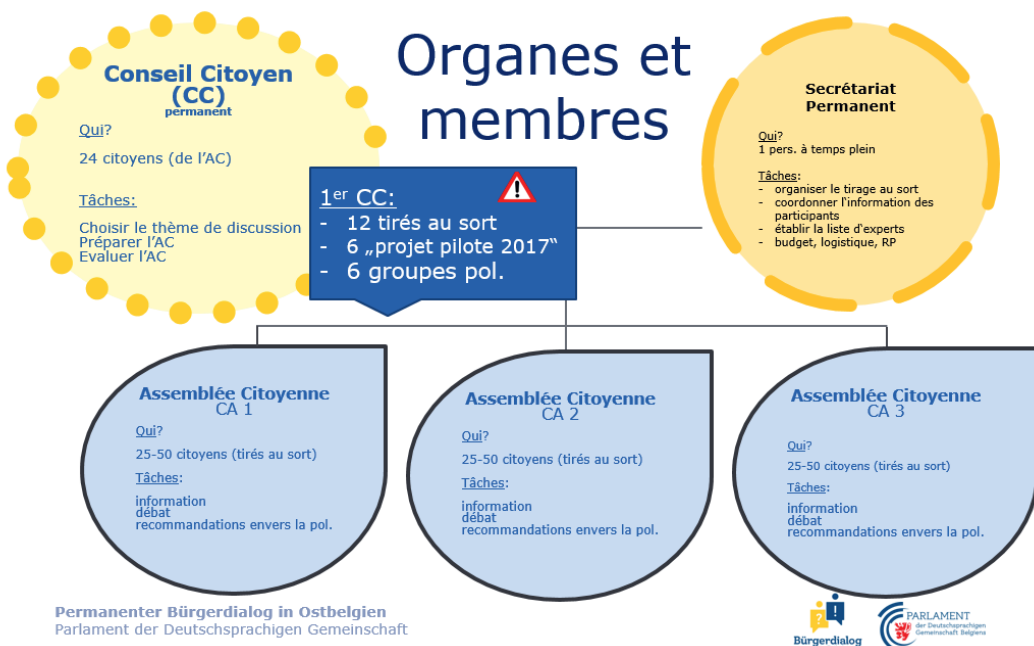 Organes et
membres
Conseil Citoyen
(CC)
permanent
Qui?
24 citoyens (de l'AC)
Tâches:
Choisir le thème de discussion
Préparer l'AC
Evaluer l'AC
1er CC:
- 12 tirés au sort
- 6 „projet pilote 2017“
- 6 groupes pol.
Secrétariat
Permanent
Qui?
1 pers. à temps plein
Tâches:
- organiser le tirage au sort
- coordonner l'information des
participants
- établir la liste d'experts
- budget, logistique, RP
Assemblée Citoyenne
CA 1
Qui?
25-50 citoyens (tirés au sort)
Tâches:
information
débat
recommandations envers la pol.
Assemblée Citoyenne
CA 2
Qui?
25-50 citoyens (tirés au sort)
Tâches:
information
débat
recommandations envers la pol.
Assemblée Citoyenne
CA 3
Qui?
25-50 citoyens (tirés au sort)
Tâches:
information
débat
recommandations envers la pol.
Permanenter Bürgerdialog in Ostbelgien
Parlament der Deutschsprachigen Gemeinschaft
Bürgerdialog
PARLAMENT
der Deutschsprachigen
Gemeinschaft Belgiens